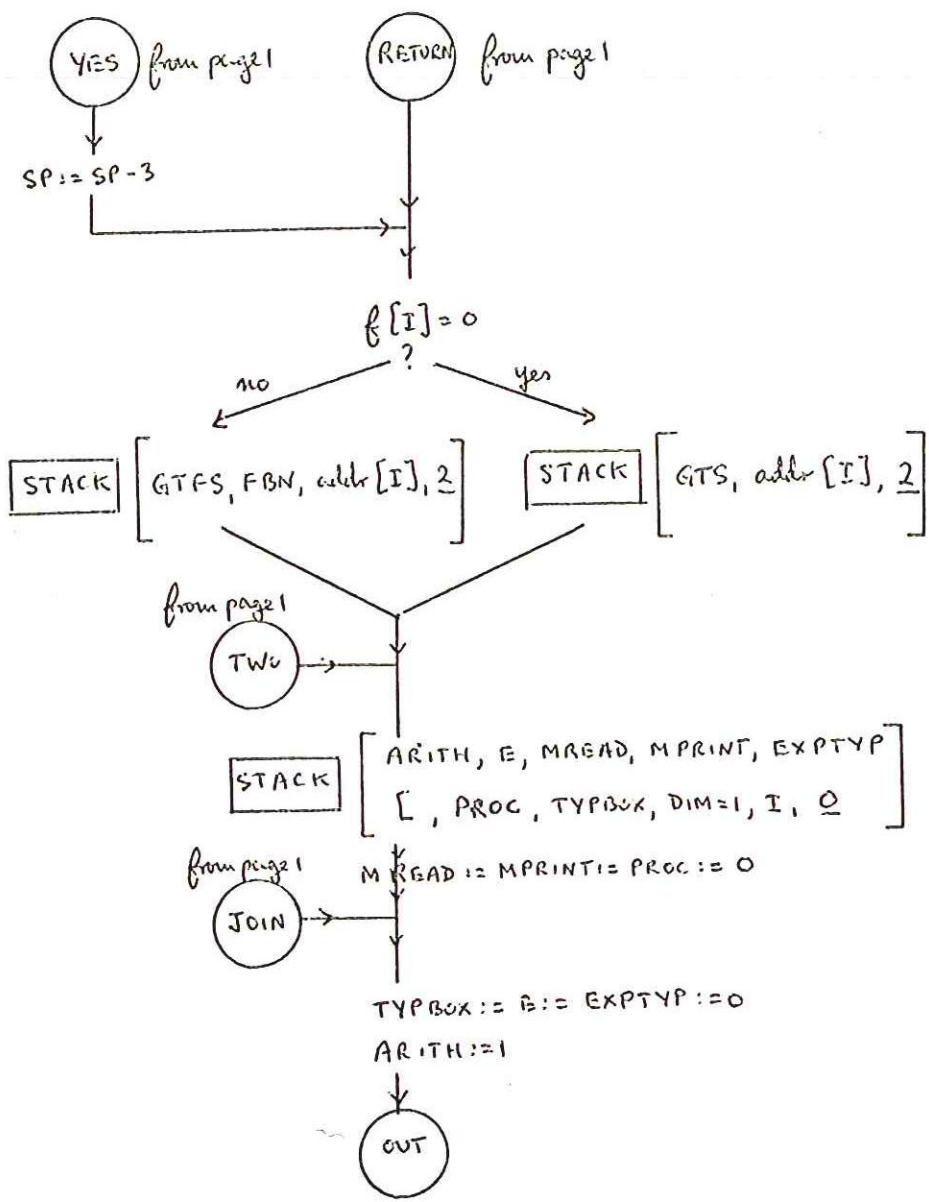 YES from page 1
RETURN from page 1
SP := SP-3
f[I] = 0
?
no
yes
STACK [GTFS, FBN, addr[I], 2]
STACK [GTS, addr[I], 2]
from page 1
TWO
STACK [ARITH, E, MREAD, MPRINT, EXPTYP
[, PROC, TYPBOX, DIM=1, I, 0]
from page 1
MREAD := MPRINT := PROC := 0
JOIN
TYPBOX := E := EXPTYP := 0
ARITH := 1
OUT